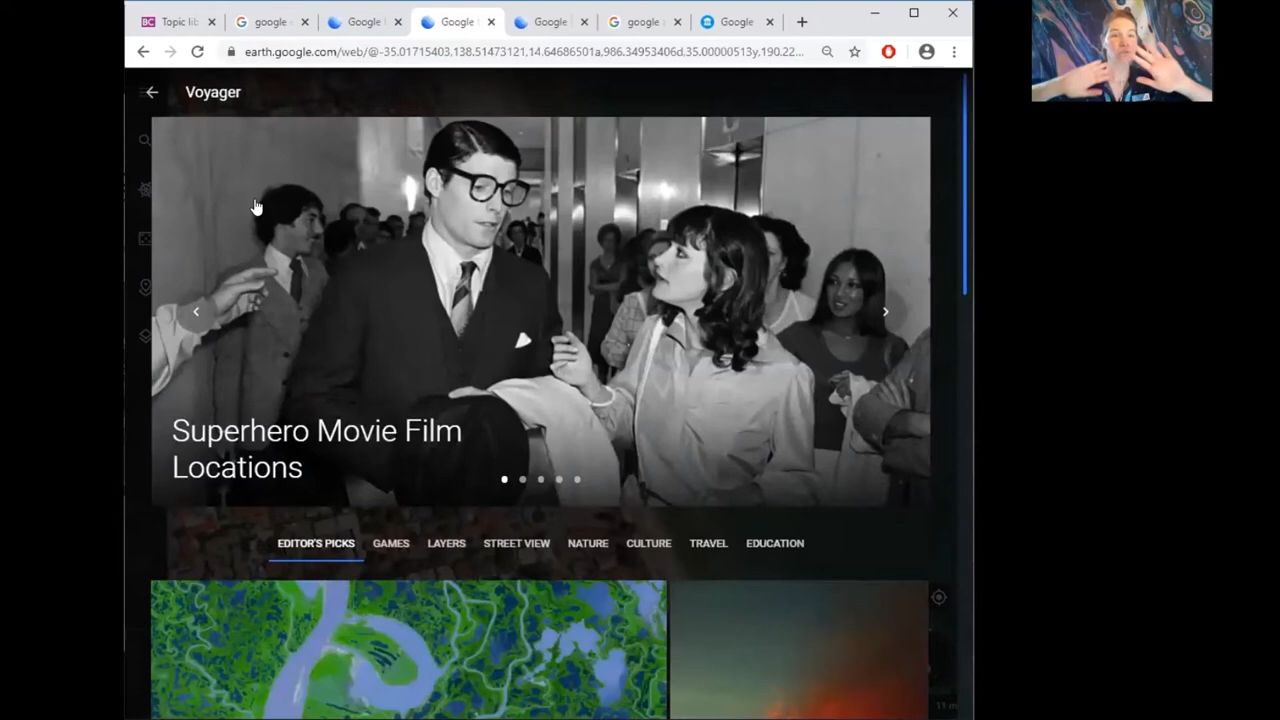 Topic lib
google
Google
Google
Google
google
Google
earth.google.com/web/@-35.01715403,138.51473121,14.64686501a,986.34953406d,35.00000513y,190.22...
Voyager
Superhero Movie Film
Locations
EDITOR'S PICKS GAMES LAYERS STREET VIEW NATURE CULTURE TRAVEL EDUCATION